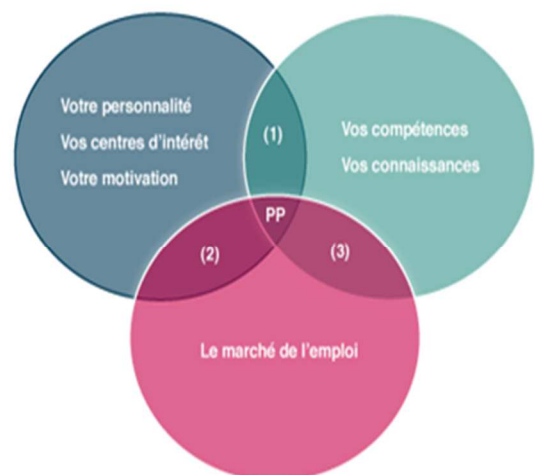 Votre personnalité
Vos centres d'intérêt
Votre motivation
(1)
Vos compétences
Vos connaissances
PP
(2)
(3)
Le marché de l'emploi